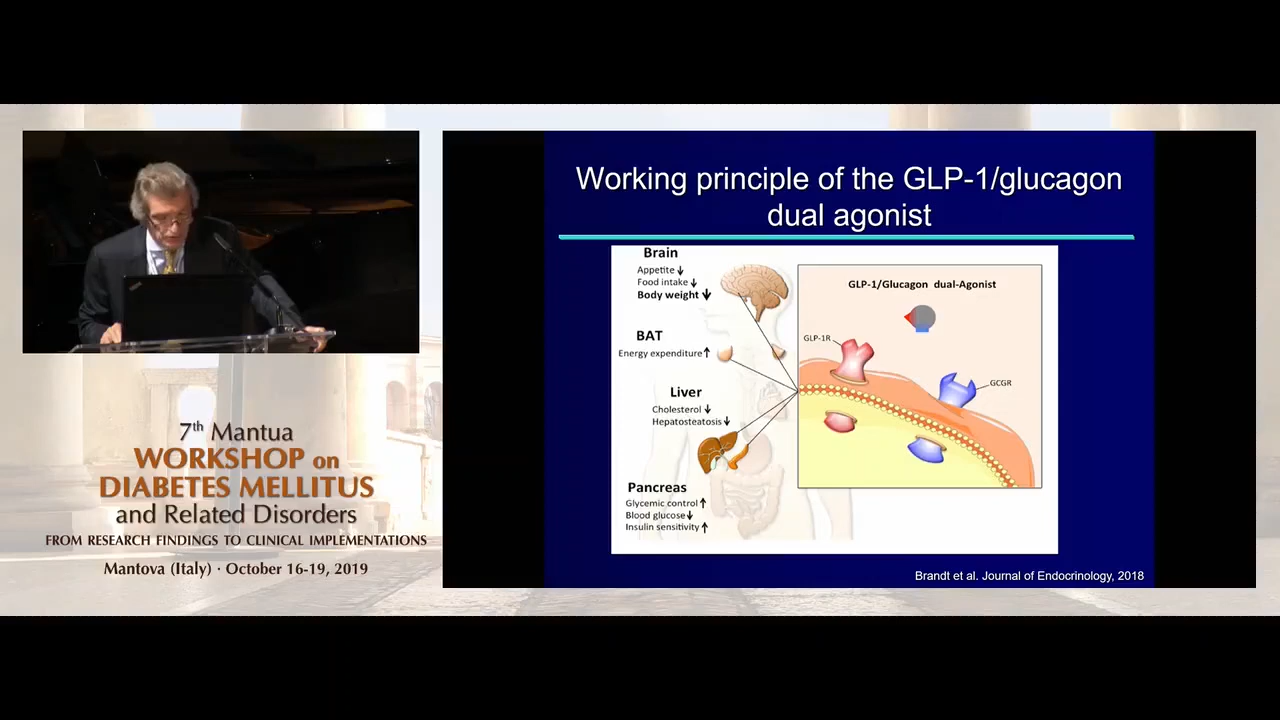 7th Mantua
WORKSHOP on
DIABETES MELLITUS
and Related Disorders
FROM RESEARCH FINDINGS TO CLINICAL IMPLEMENTATIONS
Mantova (Italy) · October 16-19, 2019
Working principle of the GLP-1/glucagon
dual agonist
Brain
Appetite ↓
Food intake ↓
Body weight ↓
BAT
Energy expenditure ↑
Liver
Cholesterol ↓
Hepatosteatosis ↓
Pancreas
Glycemic control ↑
Blood glucose ↓
Insulin sensitivity ↑
GLP-1/Glucagon dual-Agonist
GLP-1R
GCGR
Brandt et al. Journal of Endocrinology, 2018